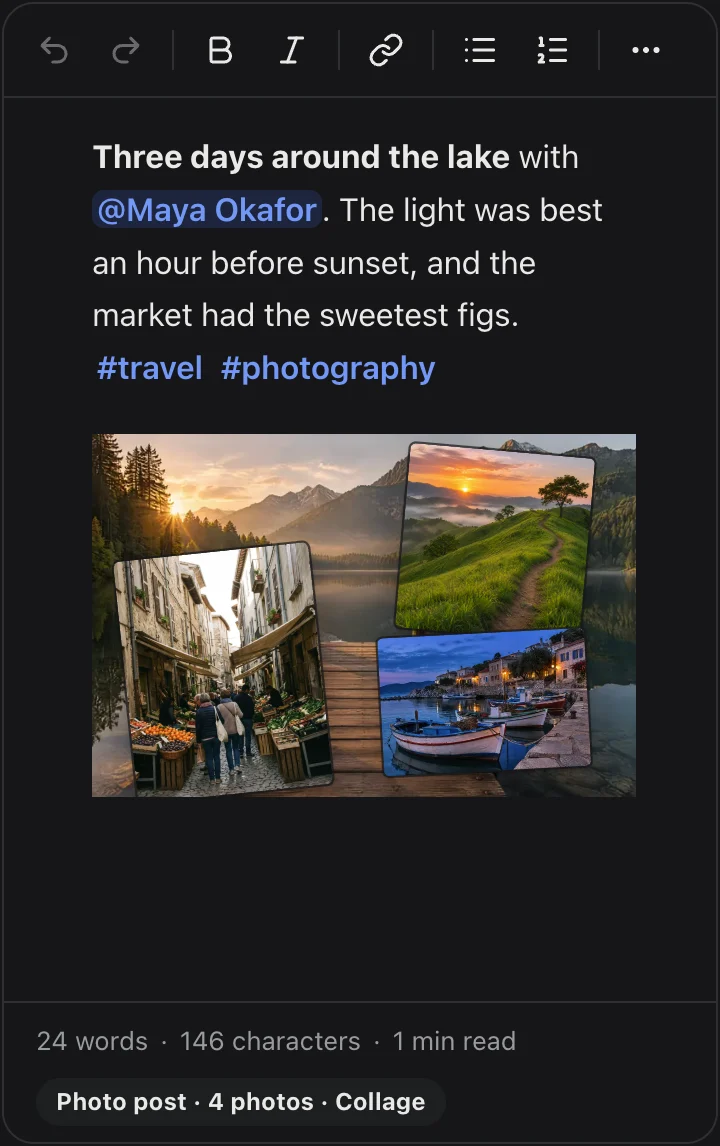 Three days around the lake with
@Maya Okafor. The light was best
an hour before sunset, and the
market had the sweetest figs.
#travel #photography
24 words · 146 characters · 1 min read
Photo post · 4 photos · Collage